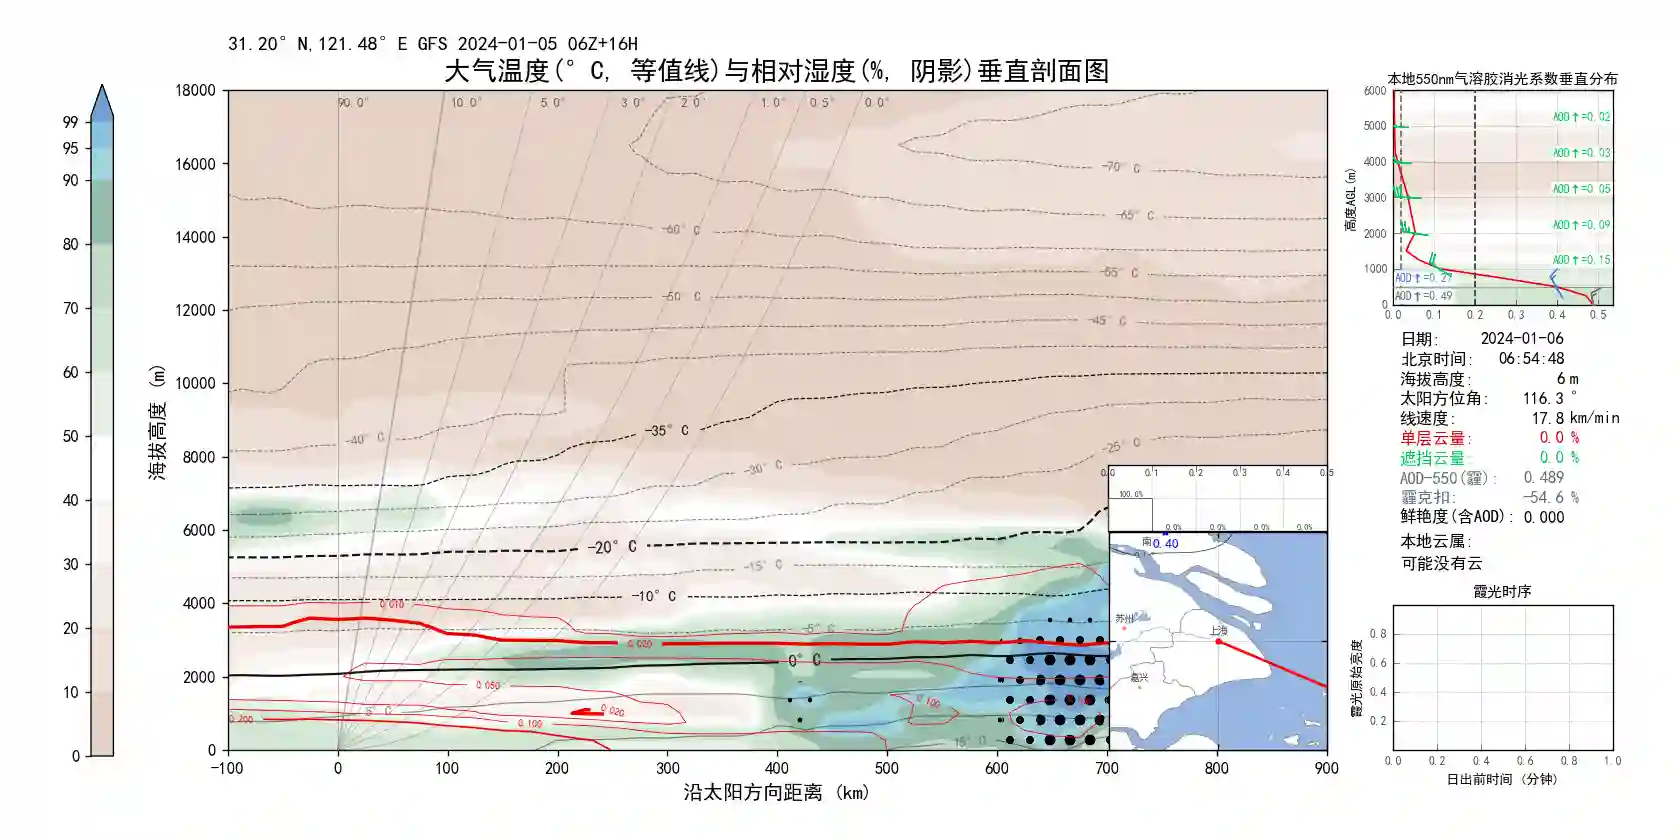 31.20° N,121.48° E GFS 2024-01-05 06Z+16H
大气温度(° C, 等值线)与相对湿度(%, 阴影)垂直剖面图
99
95
90
80
70
60
50
40
30
20
10
0
海拔高度 (m)
18000
16000
14000
12000
10000
8000
6000
4000
2000
0
90.0° 10.0° 5.0° 3.0° 2.0° 1.0° 0.5° 0.0°
-70° C
-65° C
-60° C
-55° C
-50° C
-45° C
-40° C
-35° C
-30° C
-25° C
-20° C
-15° C
-10° C
-5° C
0° C
5° C
15° C
0.010
0.020
0.050
0.020
0.100
0.100
0.200
-100 0 100 200 300 400 500 600 700 800 900
沿太阳方向距离 (km)
0.0 0.1 0.2 0.3 0.4 0.5
100.0%
0.0% 0.0% 0.0% 0.0%
南
0.40
苏州
上海
嘉兴
本地550nm气溶胶消光系数垂直分布
高度AGL(m)
6000
5000
4000
3000
2000
1000
0
AOD↑=0.02
AOD↑=0.03
AOD↑=0.05
AOD↑=0.09
AOD↑=0.15
AOD↑=0.27
AOD↑=0.49
0.0 0.1 0.2 0.3 0.4 0.5
日期: 2024-01-06
北京时间: 06:54:48
海拔高度: 6 m
太阳方位角: 116.3 °
线速度: 17.8 km/min
单层云量: 0.0 %
遮挡云量: 0.0 %
AOD-550(霾): 0.489
霾克扣: -54.6 %
鲜艳度(含AOD): 0.000
本地云属:
可能没有云
霞光时序
霞光原始亮度
0.8
0.6
0.4
0.2
0.0 0.2 0.4 0.6 0.8 1.0
日出前时间 (分钟)